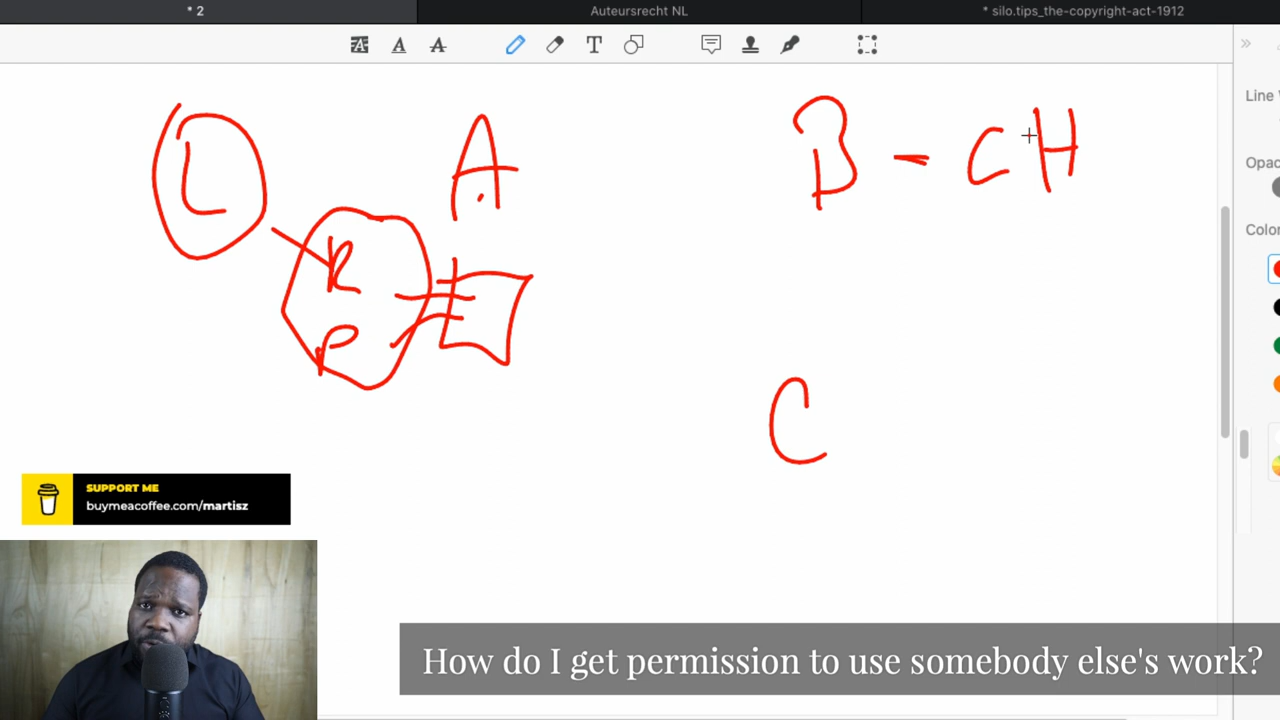 * 2
Auteursrecht NL
* silo.tips_the-copyright-act-1912
A A A T
Line W
Opac
Color
L
A
B - CH
R
P
C
SUPPORT ME
buymeacoffee.com/martisz
How do I get permission to use somebody else's work?